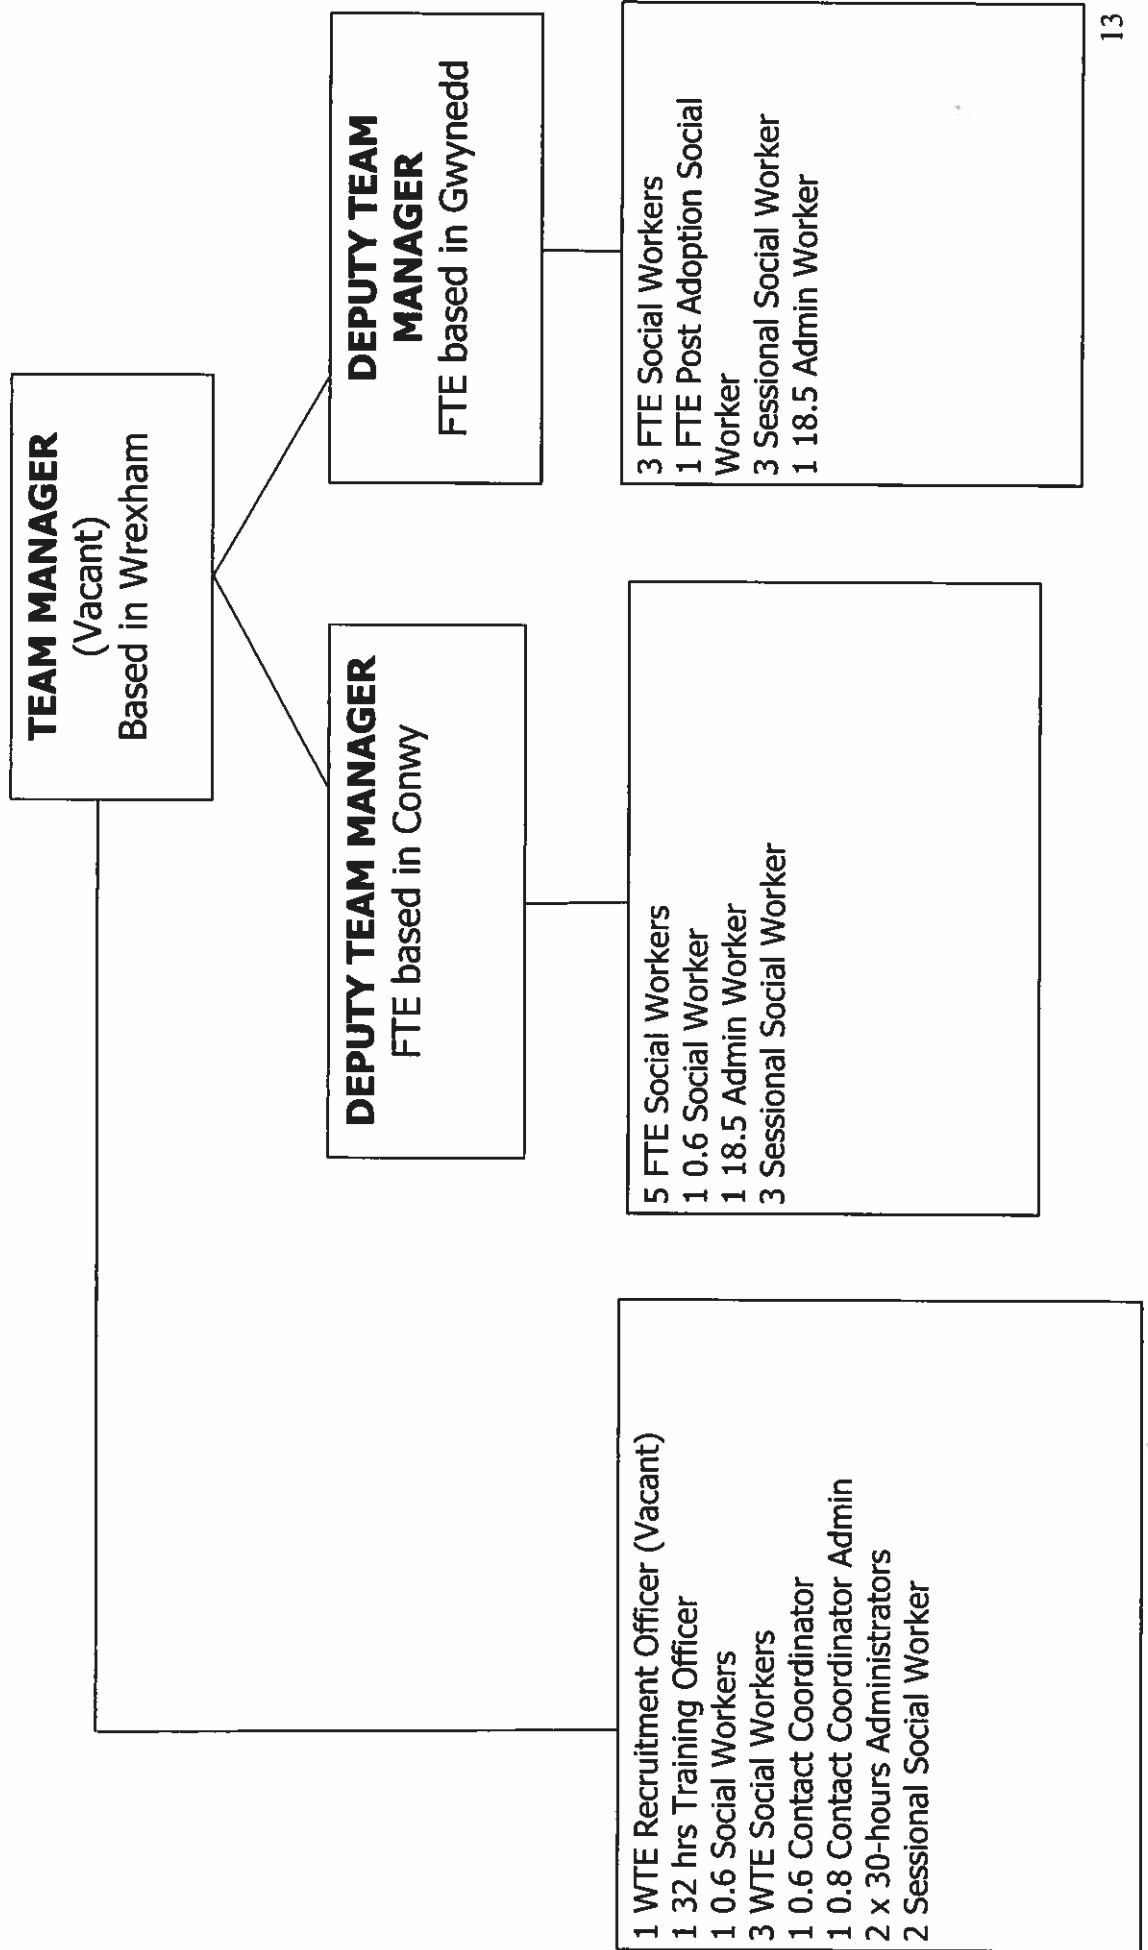 TEAM MANAGER
(Vacant)
Based in Wrexham
DEPUTY TEAM MANAGER
FTE based in Conwy
DEPUTY TEAM
MANAGER
FTE based in Gwynedd
1 WTE Recruitment Officer (Vacant)
1 32 hrs Training Officer
1 0.6 Social Workers
3 WTE Social Workers
1 0.6 Contact Coordinator
1 0.8 Contact Coordinator Admin
2 x 30-hours Administrators
2 Sessional Social Worker
5 FTE Social Workers
1 0.6 Social Worker
1 18.5 Admin Worker
3 Sessional Social Worker
3 FTE Social Workers
1 FTE Post Adoption Social
Worker
3 Sessional Social Worker
1 18.5 Admin Worker
13